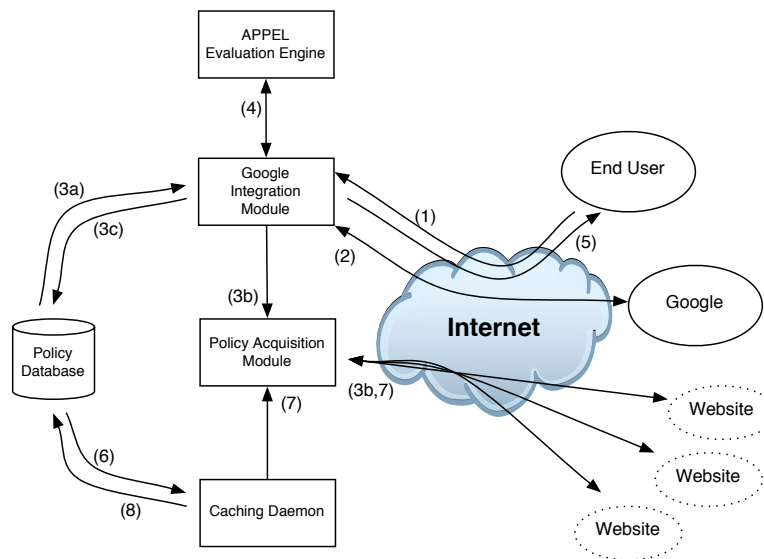 APPEL
Evaluation Engine
(4)
Google
Integration
Module
End User
(3a)
(3c)
(1)
(5)
(2)
Google
(3b)
Internet
Policy
Database
Policy Acquisition
Module
(3b,7)
(7)
Website
Website
Website
(6)
(8)
Caching Daemon